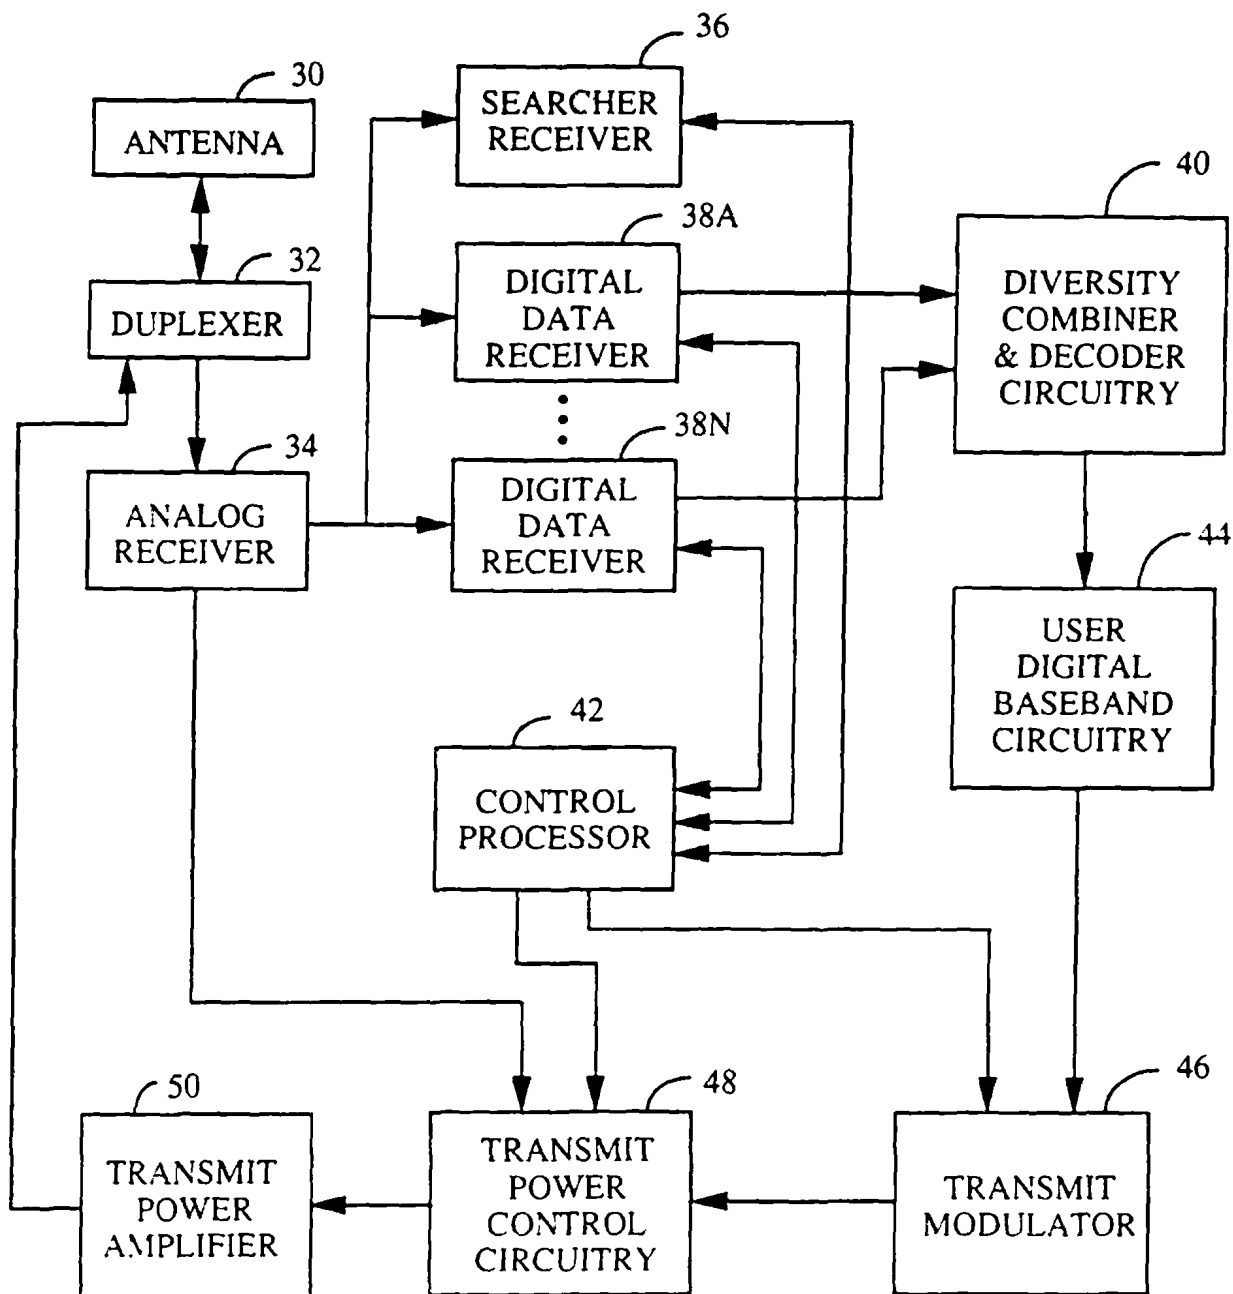 36
30
SEARCHER
RECEIVER
ANTENNA
40
38A
32
DIGITAL
DATA
RECEIVER
DIVERSITY
COMBINER
& DECODER
CIRCUITRY
DUPLEXER
38N
34
DIGITAL
DATA
RECEIVER
ANALOG
RECEIVER
44
USER
DIGITAL
BASEBAND
CIRCUITRY
42
CONTROL
PROCESSOR
50
48
46
TRANSMIT
POWER
AMPLIFIER
TRANSMIT
POWER
CONTROL
CIRCUITRY
TRANSMIT
MODULATOR